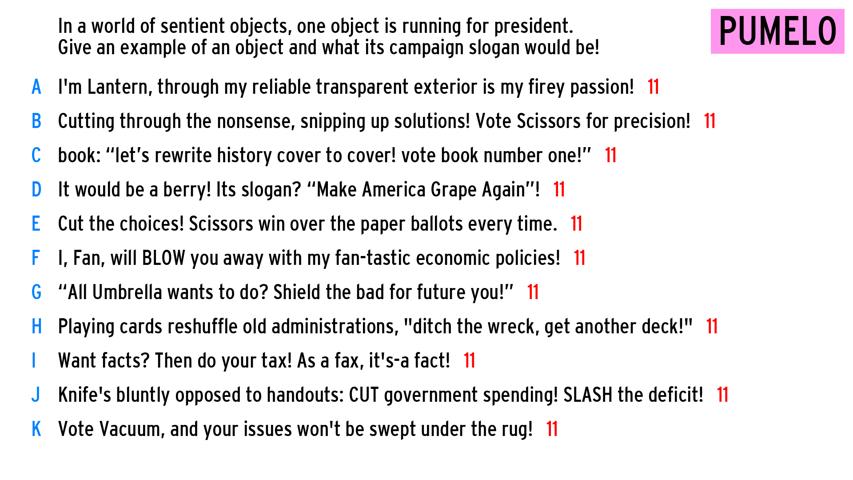 In a world of sentient objects, one object is running for president.
Give an example of an object and what its campaign slogan would be!
PUMELO
A I'm Lantern, through my reliable transparent exterior is my firey passion! 11
B Cutting through the nonsense, snipping up solutions! Vote Scissors for precision! 11
C book: “let’s rewrite history cover to cover! vote book number one!” 11
D It would be a berry! Its slogan? “Make America Grape Again”! 11
E Cut the choices! Scissors win over the paper ballots every time. 11
F I, Fan, will BLOW you away with my fan-tastic economic policies! 11
G “All Umbrella wants to do? Shield the bad for future you!” 11
H Playing cards reshuffle old administrations, "ditch the wreck, get another deck!" 11
I Want facts? Then do your tax! As a fax, it's-a fact! 11
J Knife's bluntly opposed to handouts: CUT government spending! SLASH the deficit! 11
K Vote Vacuum, and your issues won't be swept under the rug! 11